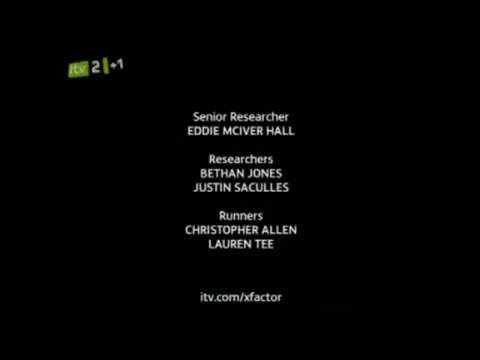 itv 2 +1
Senior Researcher
EDDIE MCIVER HALL
Researchers
BETHAN JONES
JUSTIN SACULLES
Runners
CHRISTOPHER ALLEN
LAUREN TEE
itv.com/xfactor